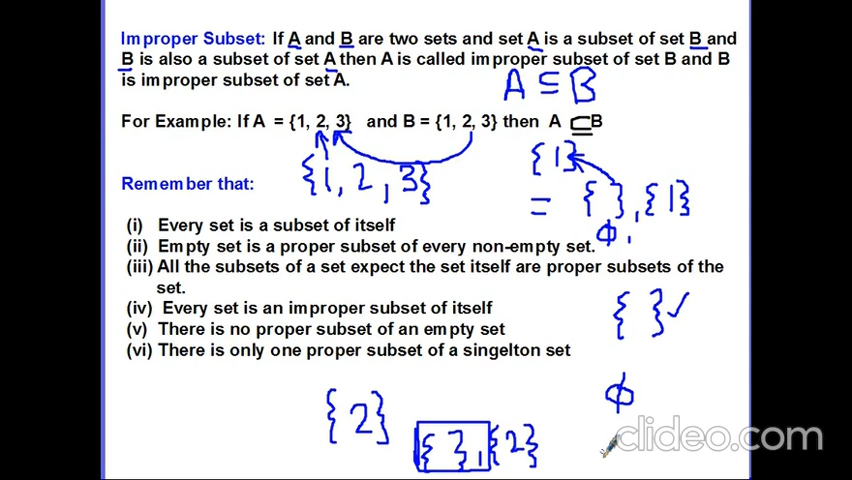 Improper Subset: If A and B are two sets and set A is a subset of set B and
B is also a subset of set A then A is called improper subset of set B and B
is improper subset of set A.
A ⊆ B
For Example: If A = {1, 2, 3} and B = {1, 2, 3} then A ⊆ B
{1}
{1, 2, 3}
Remember that:
= { }, {1}
(i) Every set is a subset of itself
ϕ,
(ii) Empty set is a proper subset of every non-empty set.
(iii) All the subsets of a set expect the set itself are proper subsets of the
set.
(iv) Every set is an improper subset of itself
{ } ✓
(v) There is no proper subset of an empty set
(vi) There is only one proper subset of a singelton set
ϕ
{2}
{ }, {2}
clideo.com